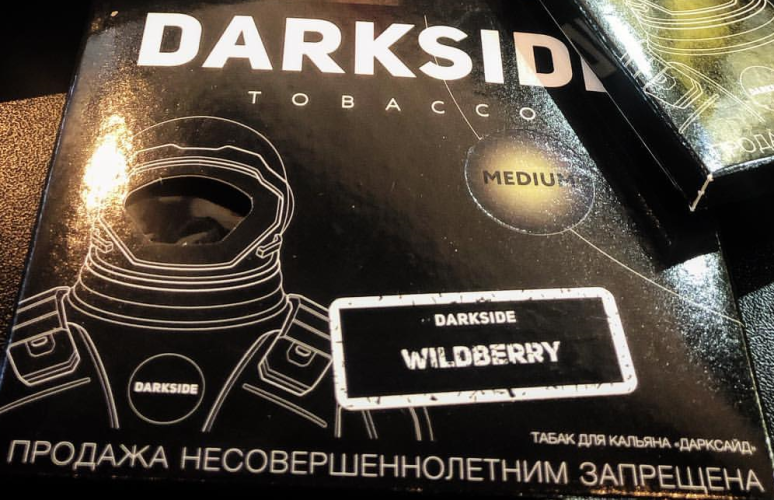 DARKSIDE
TOBACCO
MEDIUM
DARKSIDE
WILDBERRY
DARKSIDE
ТАБАК ДЛЯ КАЛЬЯНА «ДАРКСАЙД»
ПРОДАЖА НЕСОВЕРШЕННОЛЕТНИМ ЗАПРЕЩЕНА